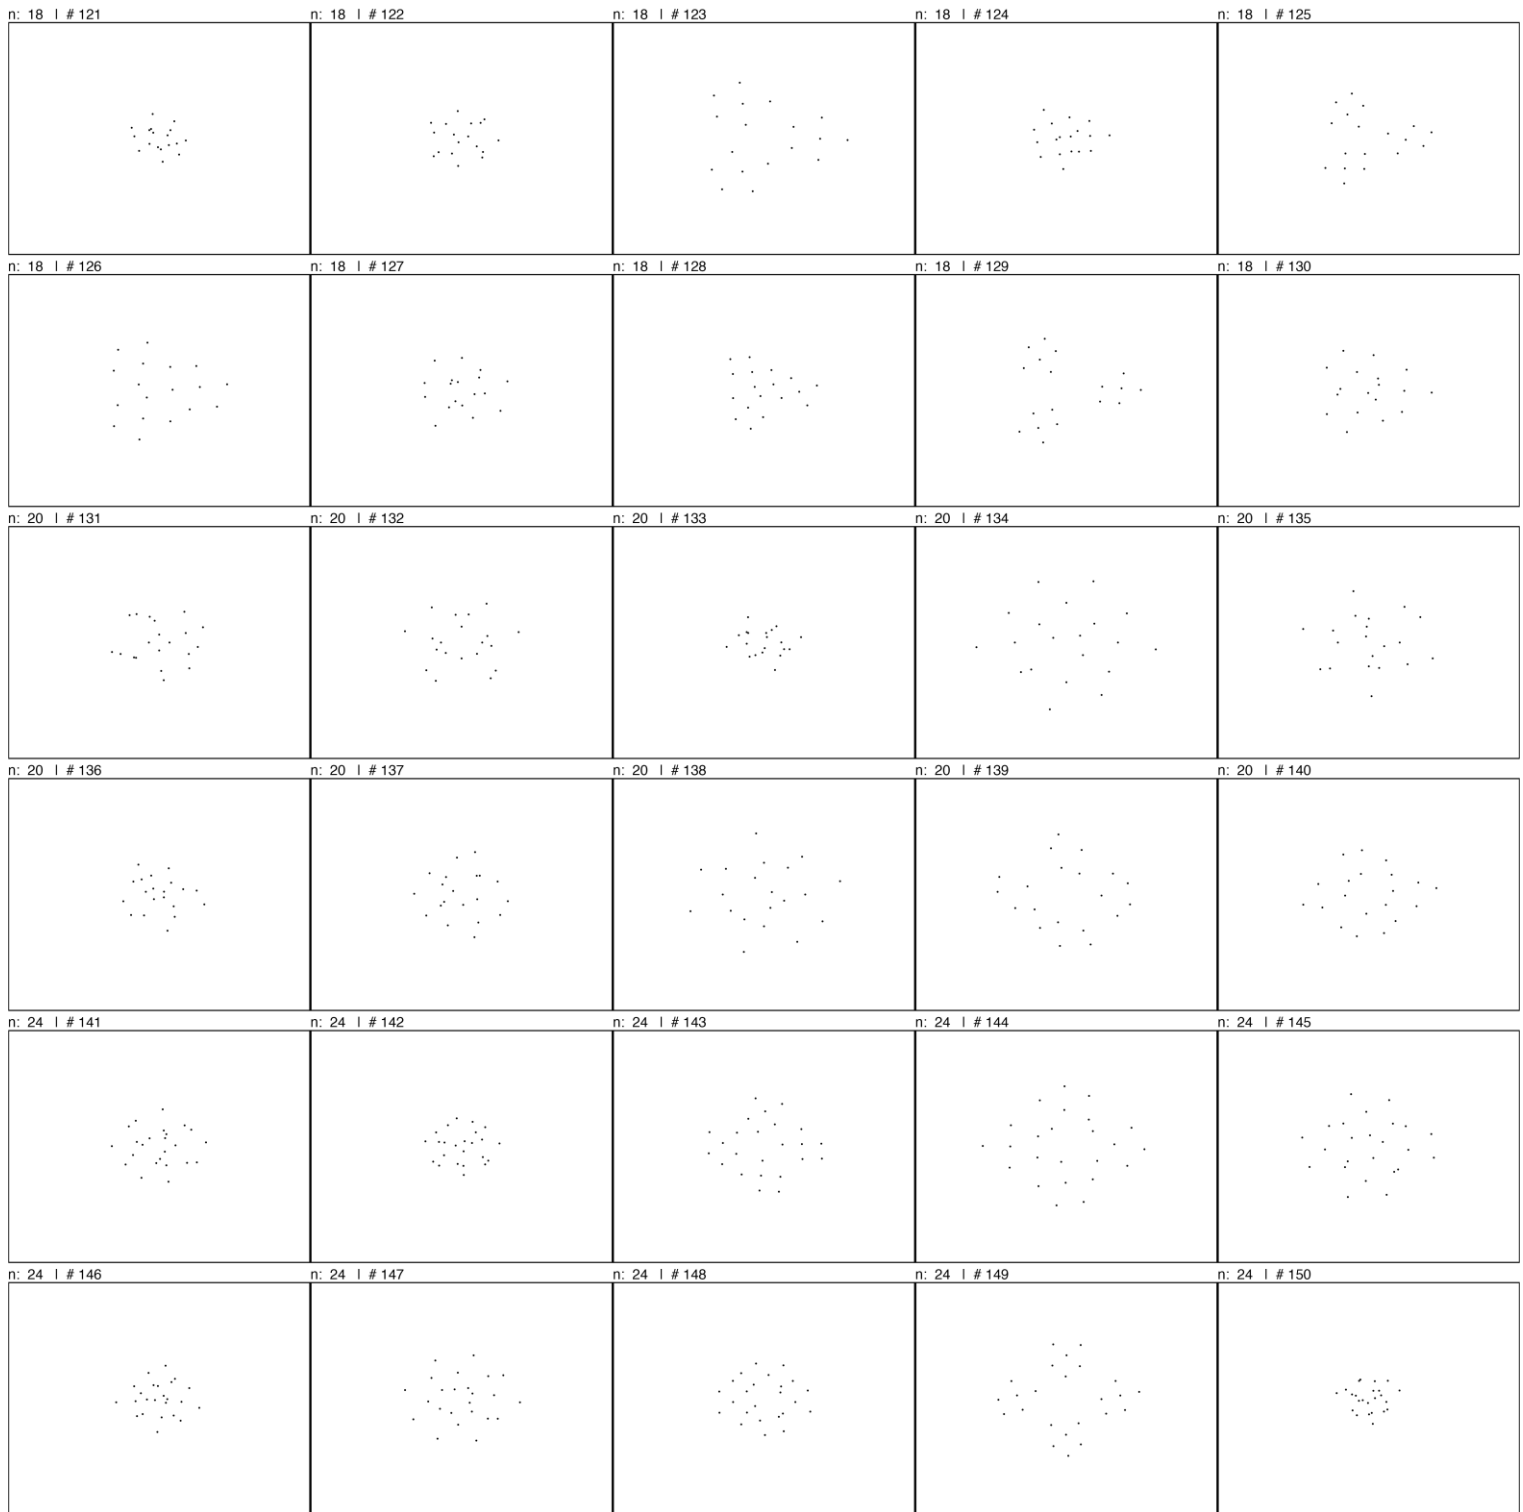 n: 18 | # 121 n: 18 | # 122 n: 18 | # 123 n: 18 | # 124 n: 18 | # 125
n: 18 | # 126 n: 18 | # 127 n: 18 | # 128 n: 18 | # 129 n: 18 | # 130
n: 20 | # 131 n: 20 | # 132 n: 20 | # 133 n: 20 | # 134 n: 20 | # 135
n: 20 | # 136 n: 20 | # 137 n: 20 | # 138 n: 20 | # 139 n: 20 | # 140
n: 24 | # 141 n: 24 | # 142 n: 24 | # 143 n: 24 | # 144 n: 24 | # 145
n: 24 | # 146 n: 24 | # 147 n: 24 | # 148 n: 24 | # 149 n: 24 | # 150